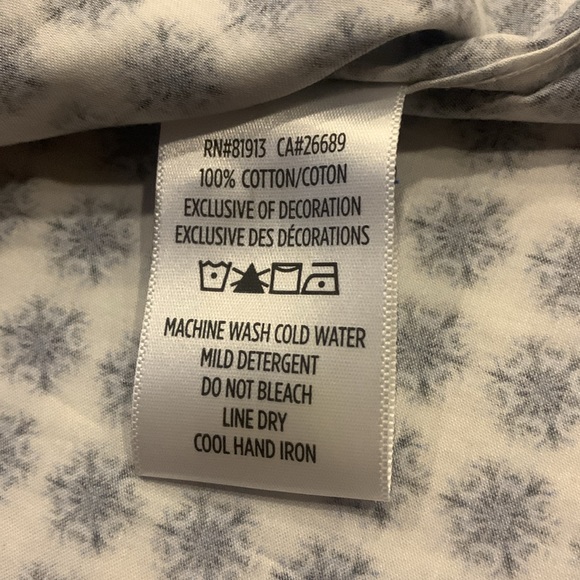 RN#81913 CA#26689
100% COTTON/COTON
EXCLUSIVE OF DECORATION
EXCLUSIVE DES DÉCORATIONS
MACHINE WASH COLD WATER
MILD DETERGENT
DO NOT BLEACH
LINE DRY
COOL HAND IRON